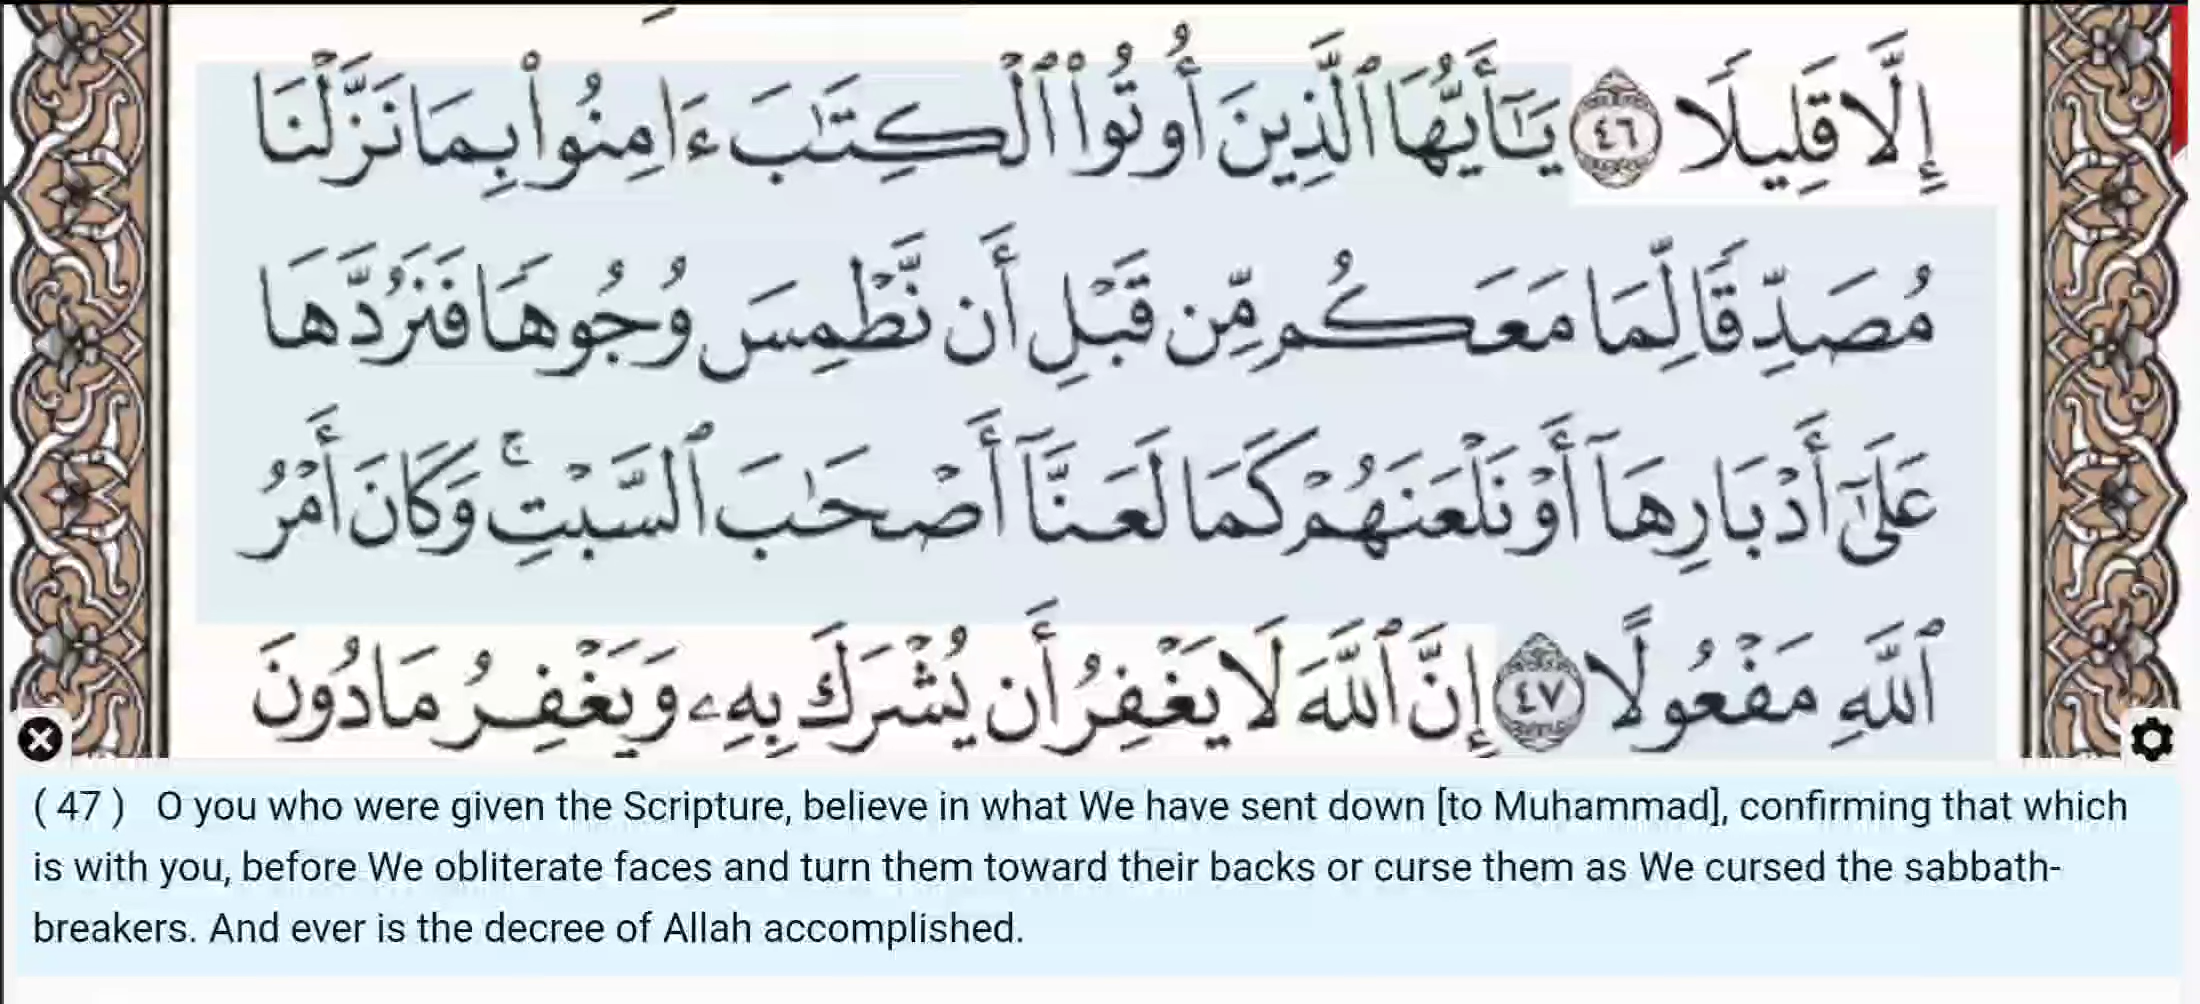 إِلَّا قَلِيلًا ٤٦ يَـٰٓأَيُّهَا ٱلَّذِينَ أُوتُوا۟ ٱلْكِتَـٰبَ ءَامِنُوا۟ بِمَا نَزَّلْنَا
مُصَدِّقًا لِّمَا مَعَكُم مِّن قَبْلِ أَن نَّطْمِسَ وُجُوهًا فَنَرُدَّهَا
عَلَىٰٓ أَدْبَارِهَآ أَوْ نَلْعَنَهُمْ كَمَا لَعَنَّآ أَصْحَـٰبَ ٱلسَّبْتِ ۚ وَكَانَ أَمْرُ
ٱللَّهِ مَفْعُولًا ٤٧ إِنَّ ٱللَّهَ لَا يَغْفِرُ أَن يُشْرَكَ بِهِۦ وَيَغْفِرُ مَا دُونَ
( 47 ) O you who were given the Scripture, believe in what We have sent down [to Muhammad], confirming that which
is with you, before We obliterate faces and turn them toward their backs or curse them as We cursed the sabbath-
breakers. And ever is the decree of Allah accomplished.